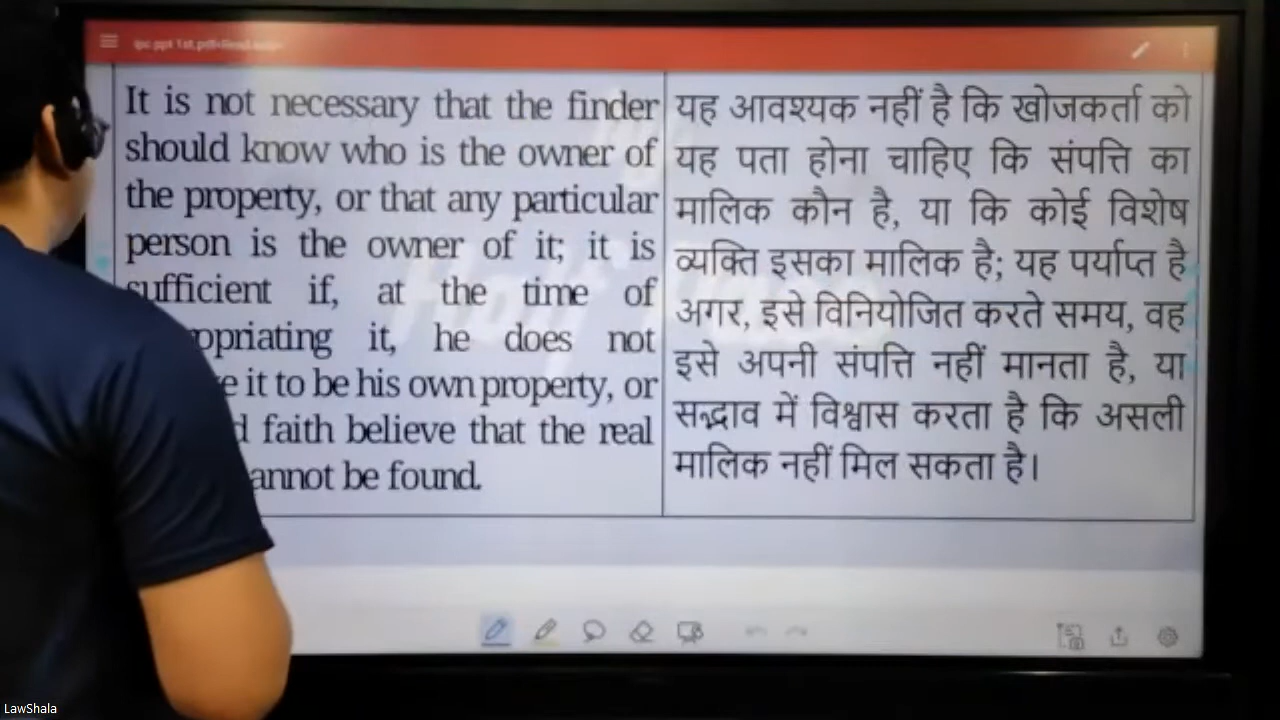 It is not necessary that the finder
should know who is the owner of
the property, or that any particular
person is the owner of it; it is
sufficient if, at the time of
it, he does not
it to be his own property, or
faith believe that the real
be found.
यह आवश्यक नहीं है कि खोजकर्ता को
यह पता होना चाहिए कि संपत्ति का
मालिक कौन है, या कि कोई विशेष
व्यक्ति इसका मालिक है; यह पर्याप्त है
अगर, इसे विनियोजित करते समय, वह
इसे अपनी संपत्ति नहीं मानता है, या
सद्भाव में विश्वास करता है कि असली
मालिक नहीं मिल सकता है।
LawShala